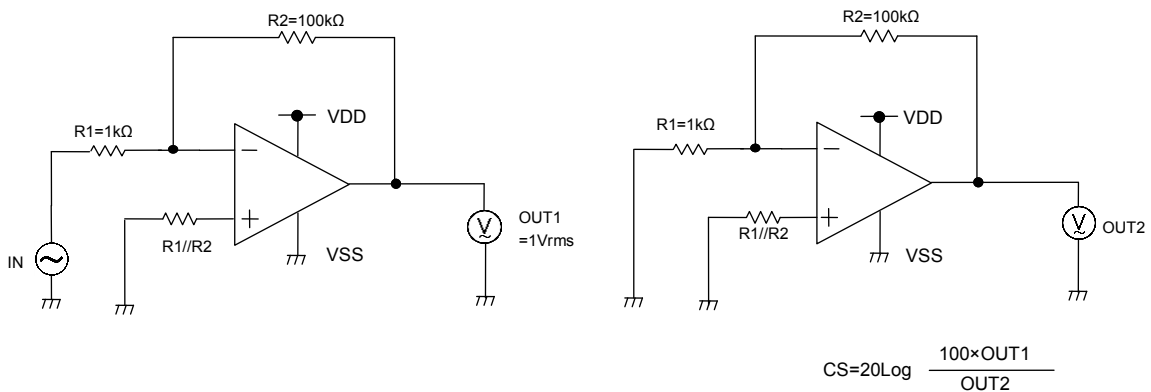 R2=100kΩ
R1=1kΩ
VDD
−
+
R1//R2
VSS
IN
V
OUT1
=1Vrms
R2=100kΩ
R1=1kΩ
VDD
−
+
R1//R2
VSS
V
OUT2
CS=20Log 100×OUT1
OUT2